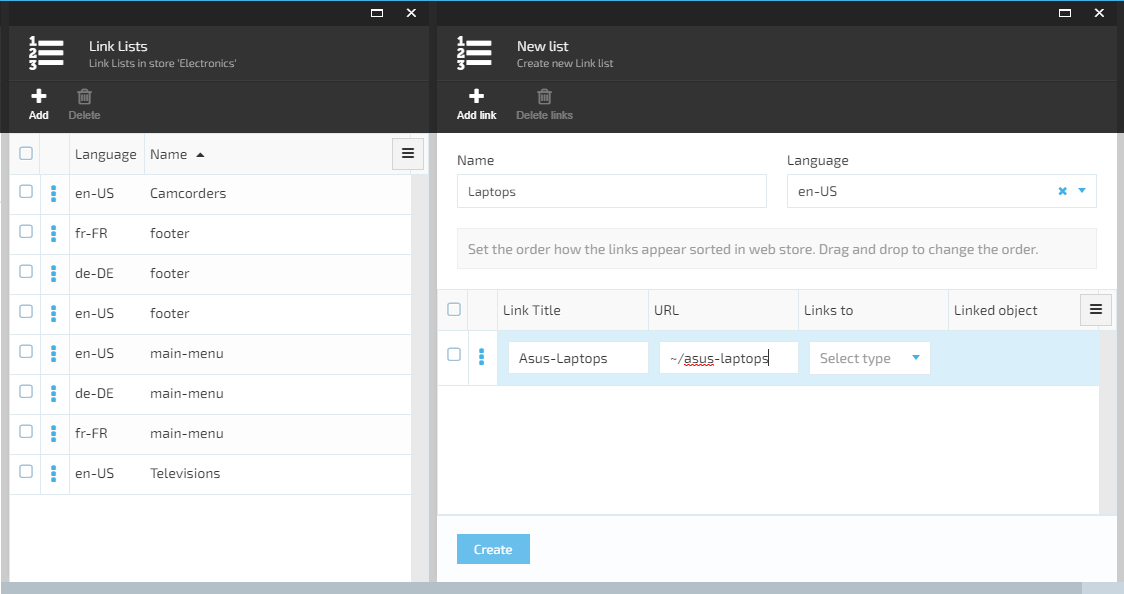 Link Lists
Link Lists in store 'Electronics'
Add Delete
Language Name
en-US Camcorders
fr-FR footer
de-DE footer
en-US footer
en-US main-menu
de-DE main-menu
fr-FR main-menu
en-US Televisions
New list
Create new Link list
Add link Delete links
Name Language
Laptops en-US
Set the order how the links appear sorted in web store. Drag and drop to change the order.
Link Title URL Links to Linked object
Asus-Laptops ~/asus-laptops Select type
Create